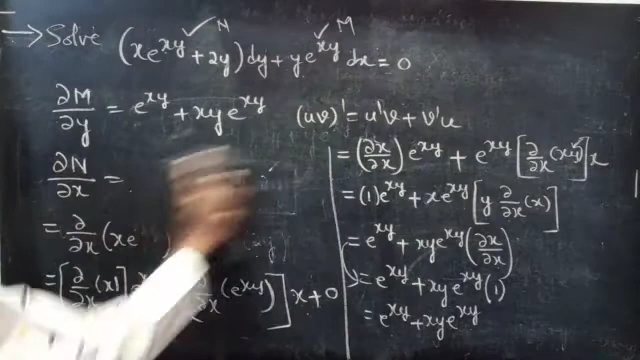 → Solve (xe^{xy} + 2y)dy + ye^{xy} dx = 0
N M
∂M/∂y = e^{xy} + xye^{xy}
∂N/∂x =
= ∂/∂x (xe
= [∂/∂x (x)] ∂x (e^{xy})] x + 0
(uv)' = u'v + v'u
= (∂x/∂x) e^{xy} + e^{xy} [∂/∂x (xy)] x
= (1)e^{xy} + xe^{xy} [y ∂/∂x (x)]
= e^{xy} + xye^{xy} (∂x/∂x)
= e^{xy} + xye^{xy} (1)
= e^{xy} + xye^{xy}